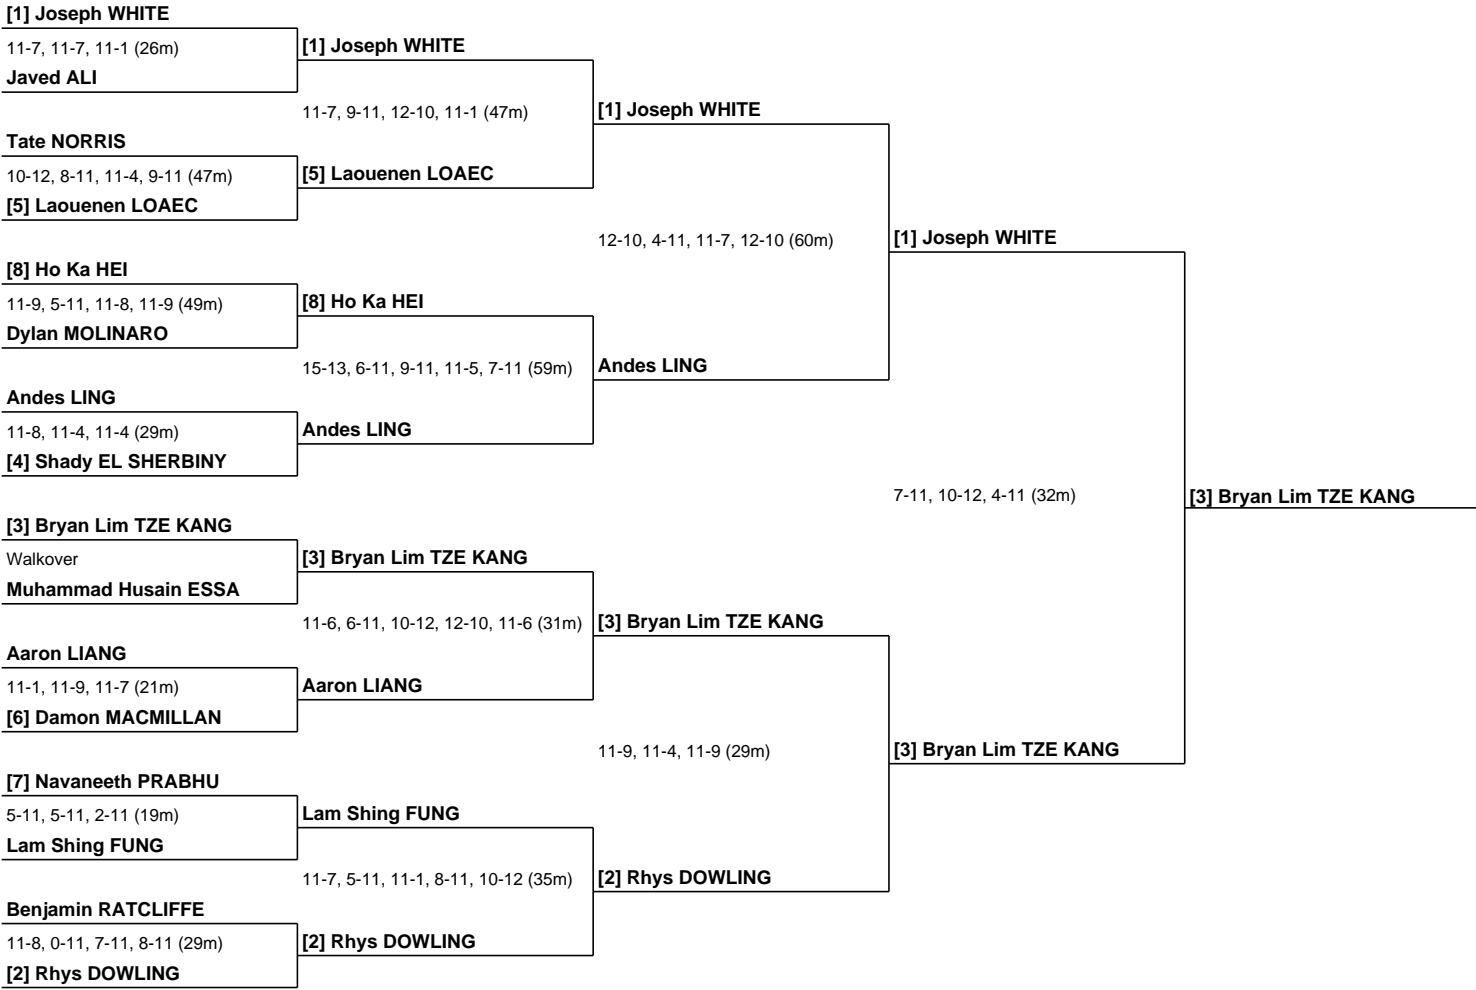 [1] Joseph WHITE
11-7, 11-7, 11-1 (26m)
Javed ALI
Tate NORRIS
10-12, 8-11, 11-4, 9-11 (47m)
[5] Laouenen LOAEC
[8] Ho Ka HEI
11-9, 5-11, 11-8, 11-9 (49m)
Dylan MOLINARO
Andes LING
11-8, 11-4, 11-4 (29m)
[4] Shady EL SHERBINY
[3] Bryan Lim TZE KANG
Walkover
Muhammad Husain ESSA
Aaron LIANG
11-1, 11-9, 11-7 (21m)
[6] Damon MACMILLAN
[7] Navaneeth PRABHU
5-11, 5-11, 2-11 (19m)
Lam Shing FUNG
Benjamin RATCLIFFE
11-8, 0-11, 7-11, 8-11 (29m)
[2] Rhys DOWLING
[1] Joseph WHITE
11-7, 9-11, 12-10, 11-1 (47m)
[5] Laouenen LOAEC
[8] Ho Ka HEI
15-13, 6-11, 9-11, 11-5, 7-11 (59m)
Andes LING
[3] Bryan Lim TZE KANG
11-6, 6-11, 10-12, 12-10, 11-6 (31m)
Aaron LIANG
Lam Shing FUNG
11-7, 5-11, 11-1, 8-11, 10-12 (35m)
[2] Rhys DOWLING
[1] Joseph WHITE
12-10, 4-11, 11-7, 12-10 (60m)
Andes LING
[3] Bryan Lim TZE KANG
11-9, 11-4, 11-9 (29m)
[2] Rhys DOWLING
[1] Joseph WHITE
7-11, 10-12, 4-11 (32m)
[3] Bryan Lim TZE KANG
[3] Bryan Lim TZE KANG